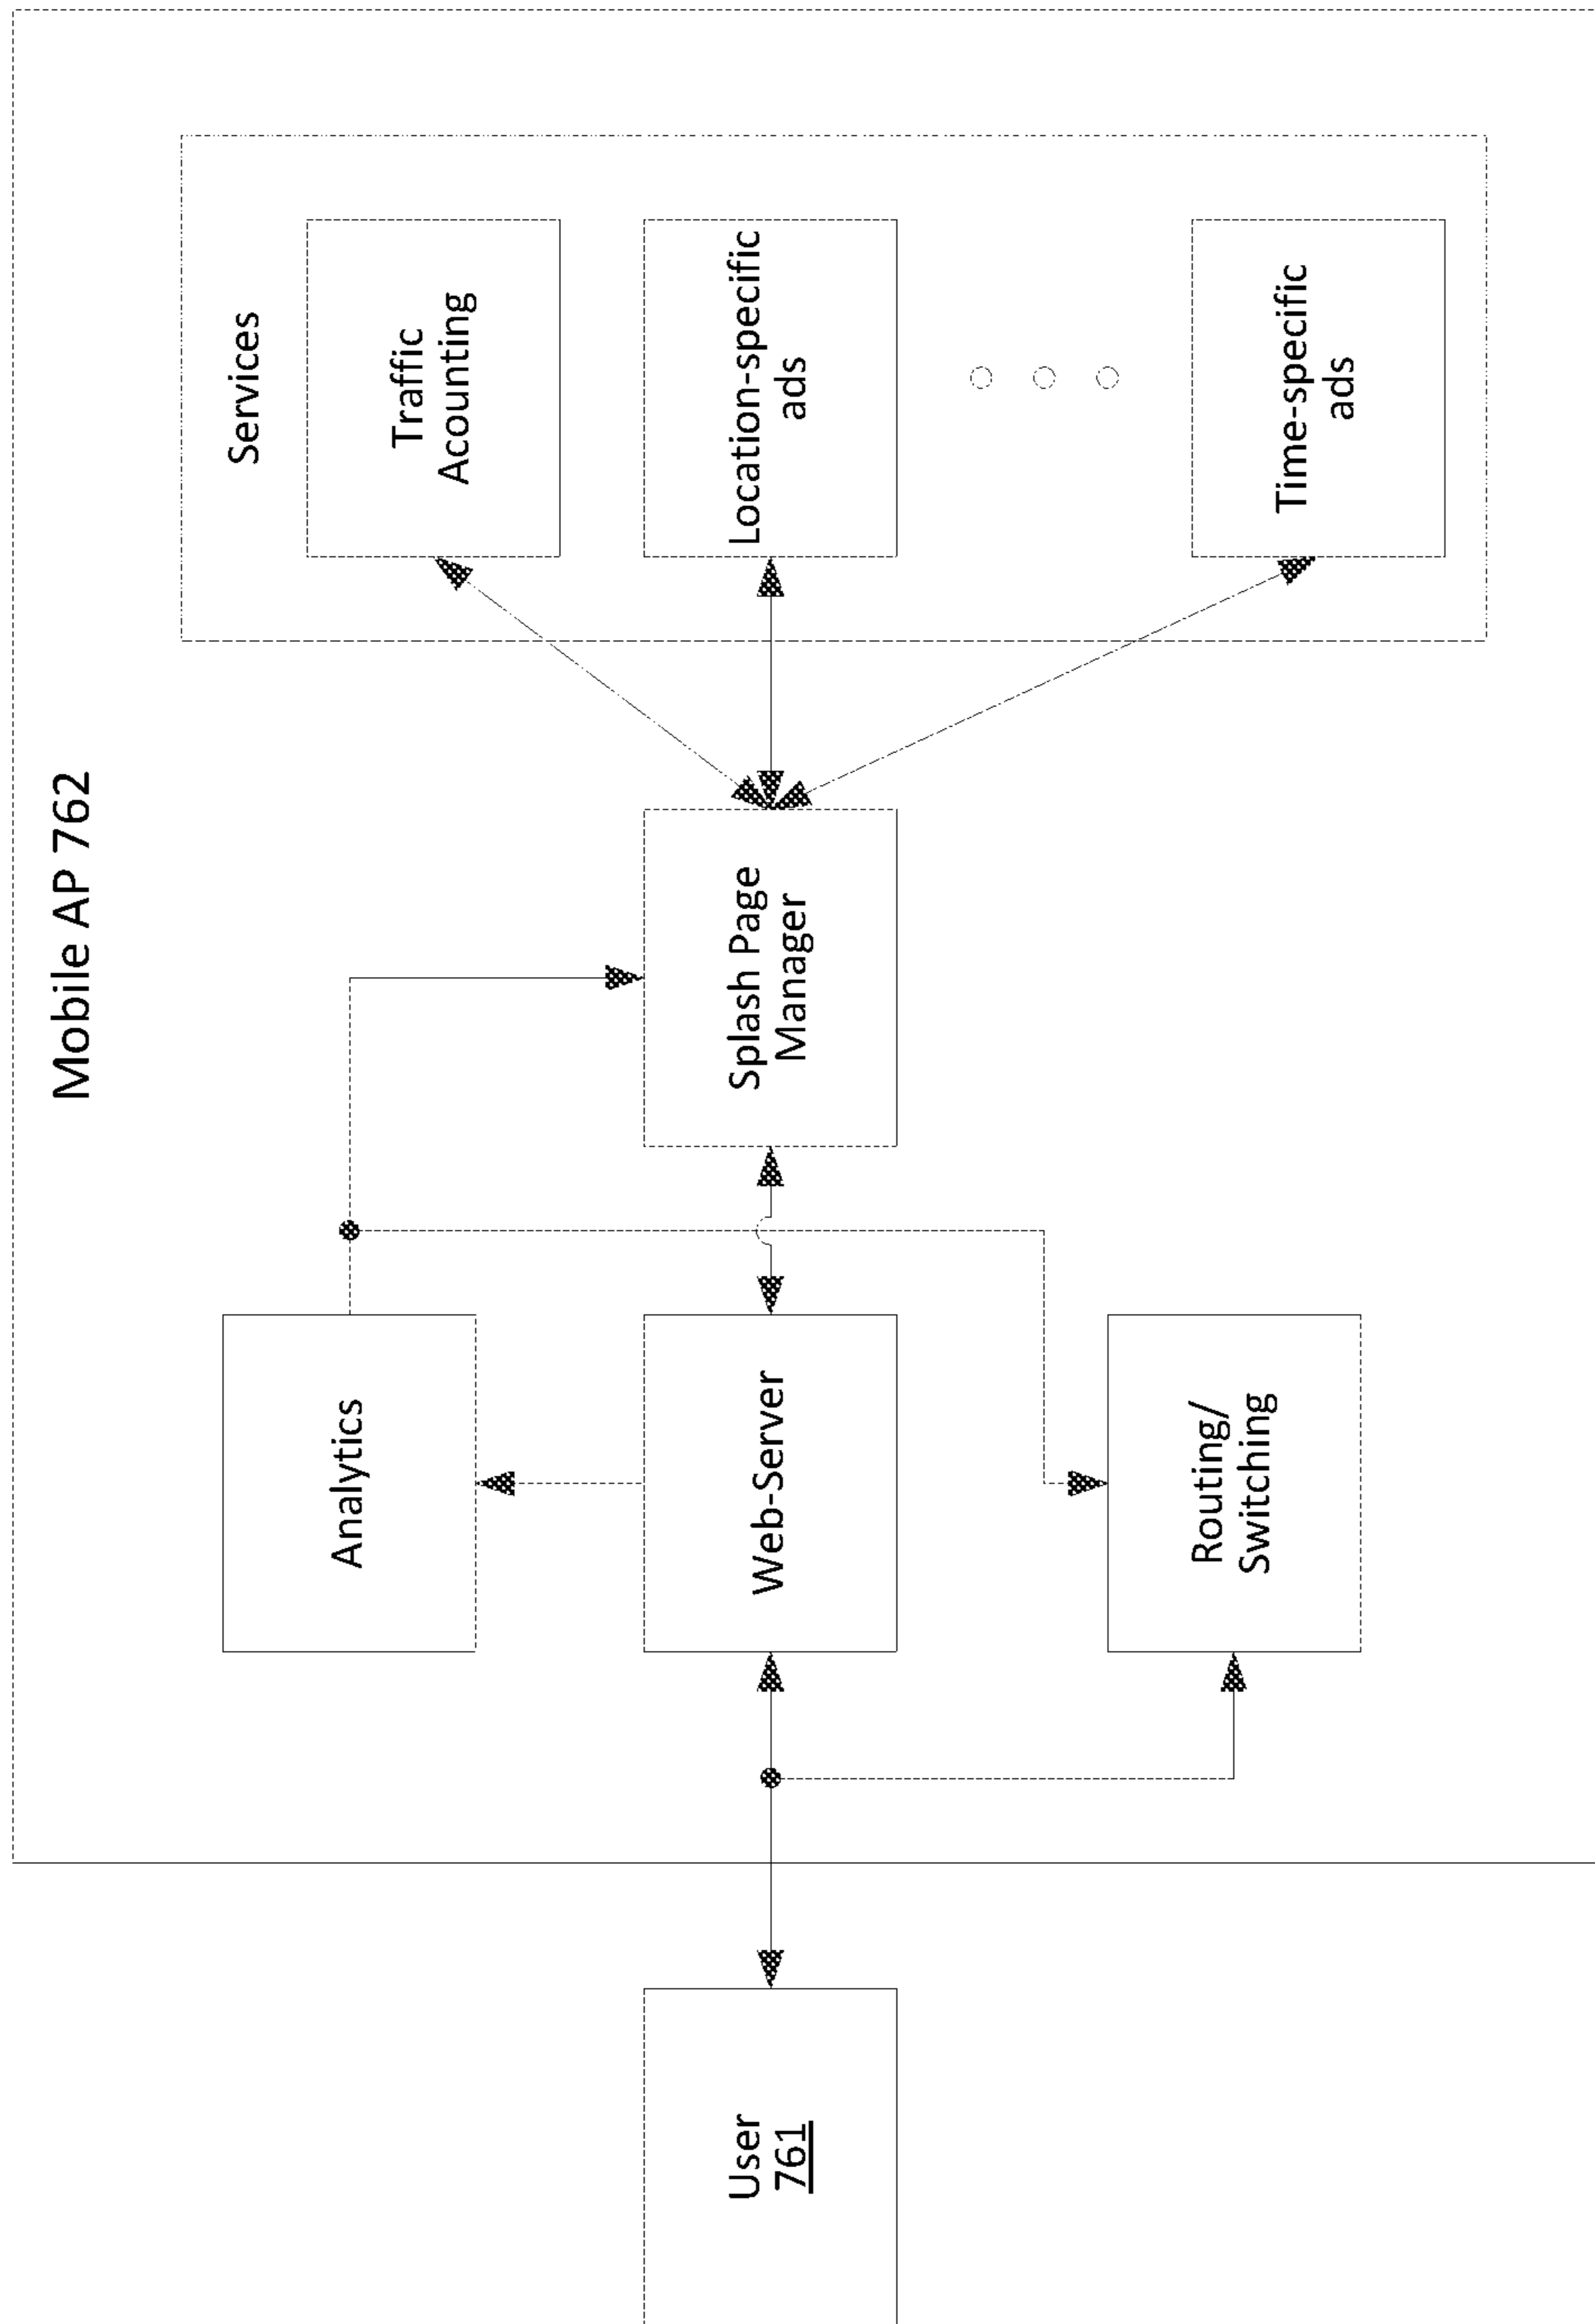 Mobile AP 762
User
761
Analytics
Web-Server
Routing/
Switching
Splash Page
Manager
Services
Traffic
Acounting
Location-specific
ads
Time-specific
ads